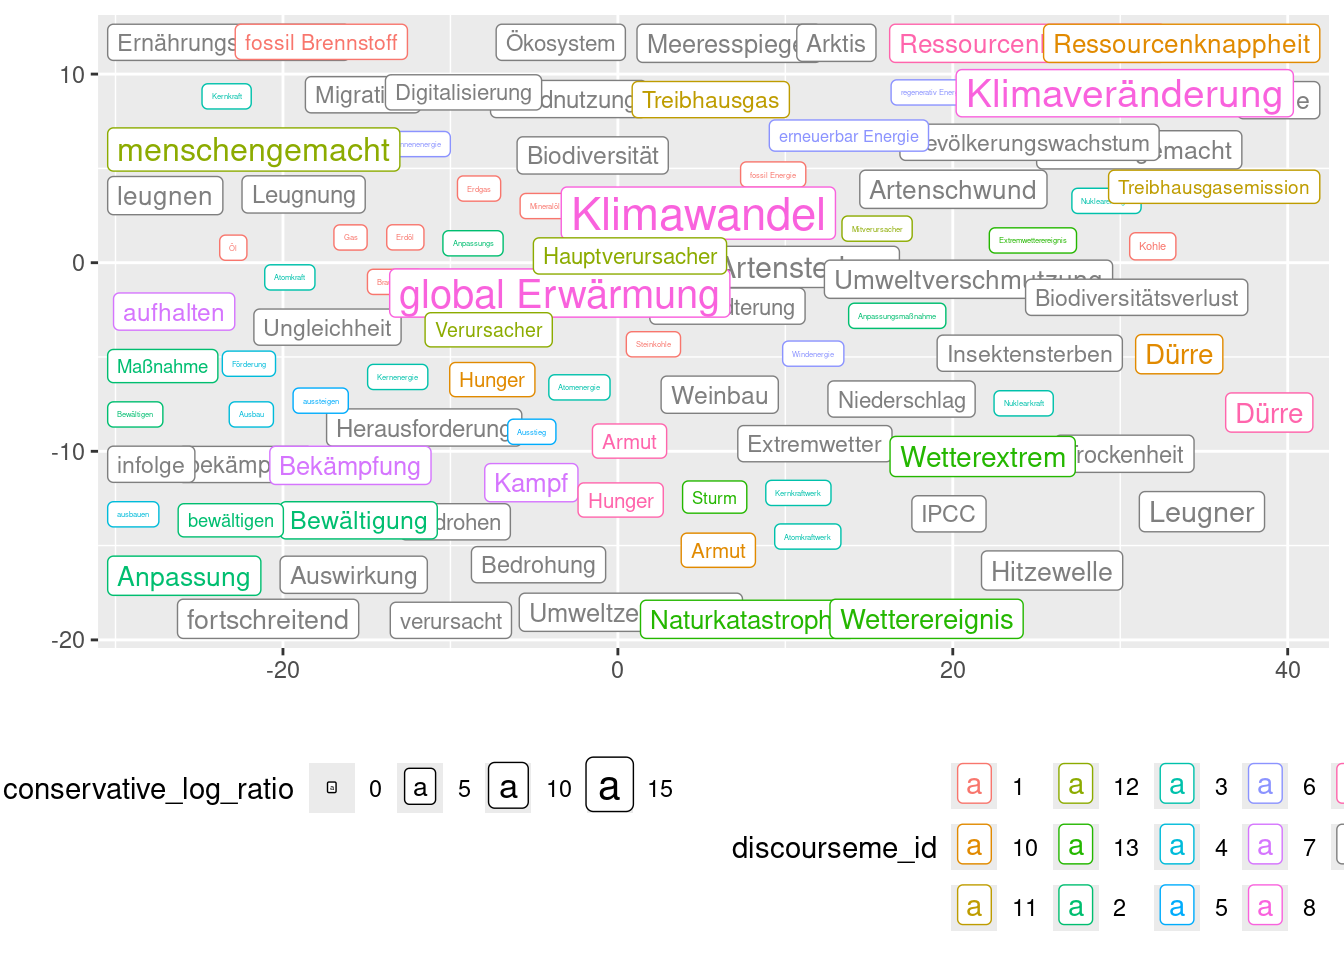 Ernährungs fossil Brennstoff Ökosystem Meeresspiege Arktis Ressourcen Ressourcenknappheit
10
Kernkraft Migrati Digitalisierung dnutzung Treibhausgas regenerativ Ener Klimaveränderung e
menschengemacht nnenenergie Biodiversität erneuerbar Energie evölkerungswachstum emacht
leugnen Leugnung Erdgas Mineralöl Klimawandel fossil Energie Artenschwund Nuklear Treibhausgasemission
Öl Gas Erdöl Anpassungs Hauptverursacher Mitverursacher Extremwetterereignis Kohle
0
Atomkraft Bra global Erwärmung Artenste Umweltverschmutzung
aufhalten Ungleichheit Verursacher lterung Anpassungsmaßnahme Biodiversitätsverlust
Maßnahme Förderung Kernenergie Hunger Atomenergie Steinkohle Windenergie Insektensterben Dürre
Bewältigen Ausbau aussteigen Herausforderung Ausstieg Weinbau Niederschlag Nuklearkraft Dürre
-10
infolge bekämp Bekämpfung Kampf Armut Extremwetter Wetterextrem rockenheit
ausbauen bewältigen Bewältigung drohen Hunger Sturm Kernkraftwerk IPCC Leugner
Anpassung Auswirkung Bedrohung Armut Atomkraftwerk Hitzewelle
fortschreitend verursacht Umweltze Naturkatastroph Wetterereignis
-20
-20 0 20 40
conservative_log_ratio a 0 a 5 a 10 a 15
discourseme_id
a 1 a 12 a 3 a 6
a 10 a 13 a 4 a 7
a 11 a 2 a 5 a 8